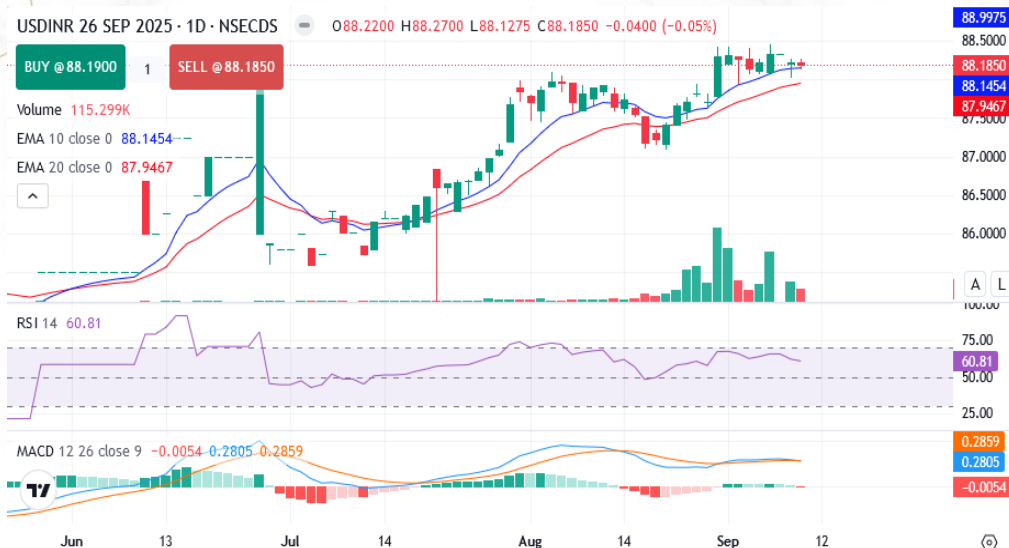 USDINR 26 SEP 2025 · 1D · NSECDS O88.2200 H88.2700 L88.1275 C88.1850 -0.0400 (-0.05%)
BUY @88.1900 1 SELL @88.1850
Volume 115.299K
EMA 10 close 0 88.1454
EMA 20 close 0 87.9467
88.9975
88.5000
88.1850
88.1454
87.9467
87.5000
87.0000
86.5000
86.0000
A L
100.00
RSI 14 60.81
75.00
60.81
50.00
25.00
MACD 12 26 close 9 -0.0054 0.2805 0.2859
0.2859
0.2805
-0.0054
Jun 13 Jul 14 Aug 14 Sep 12